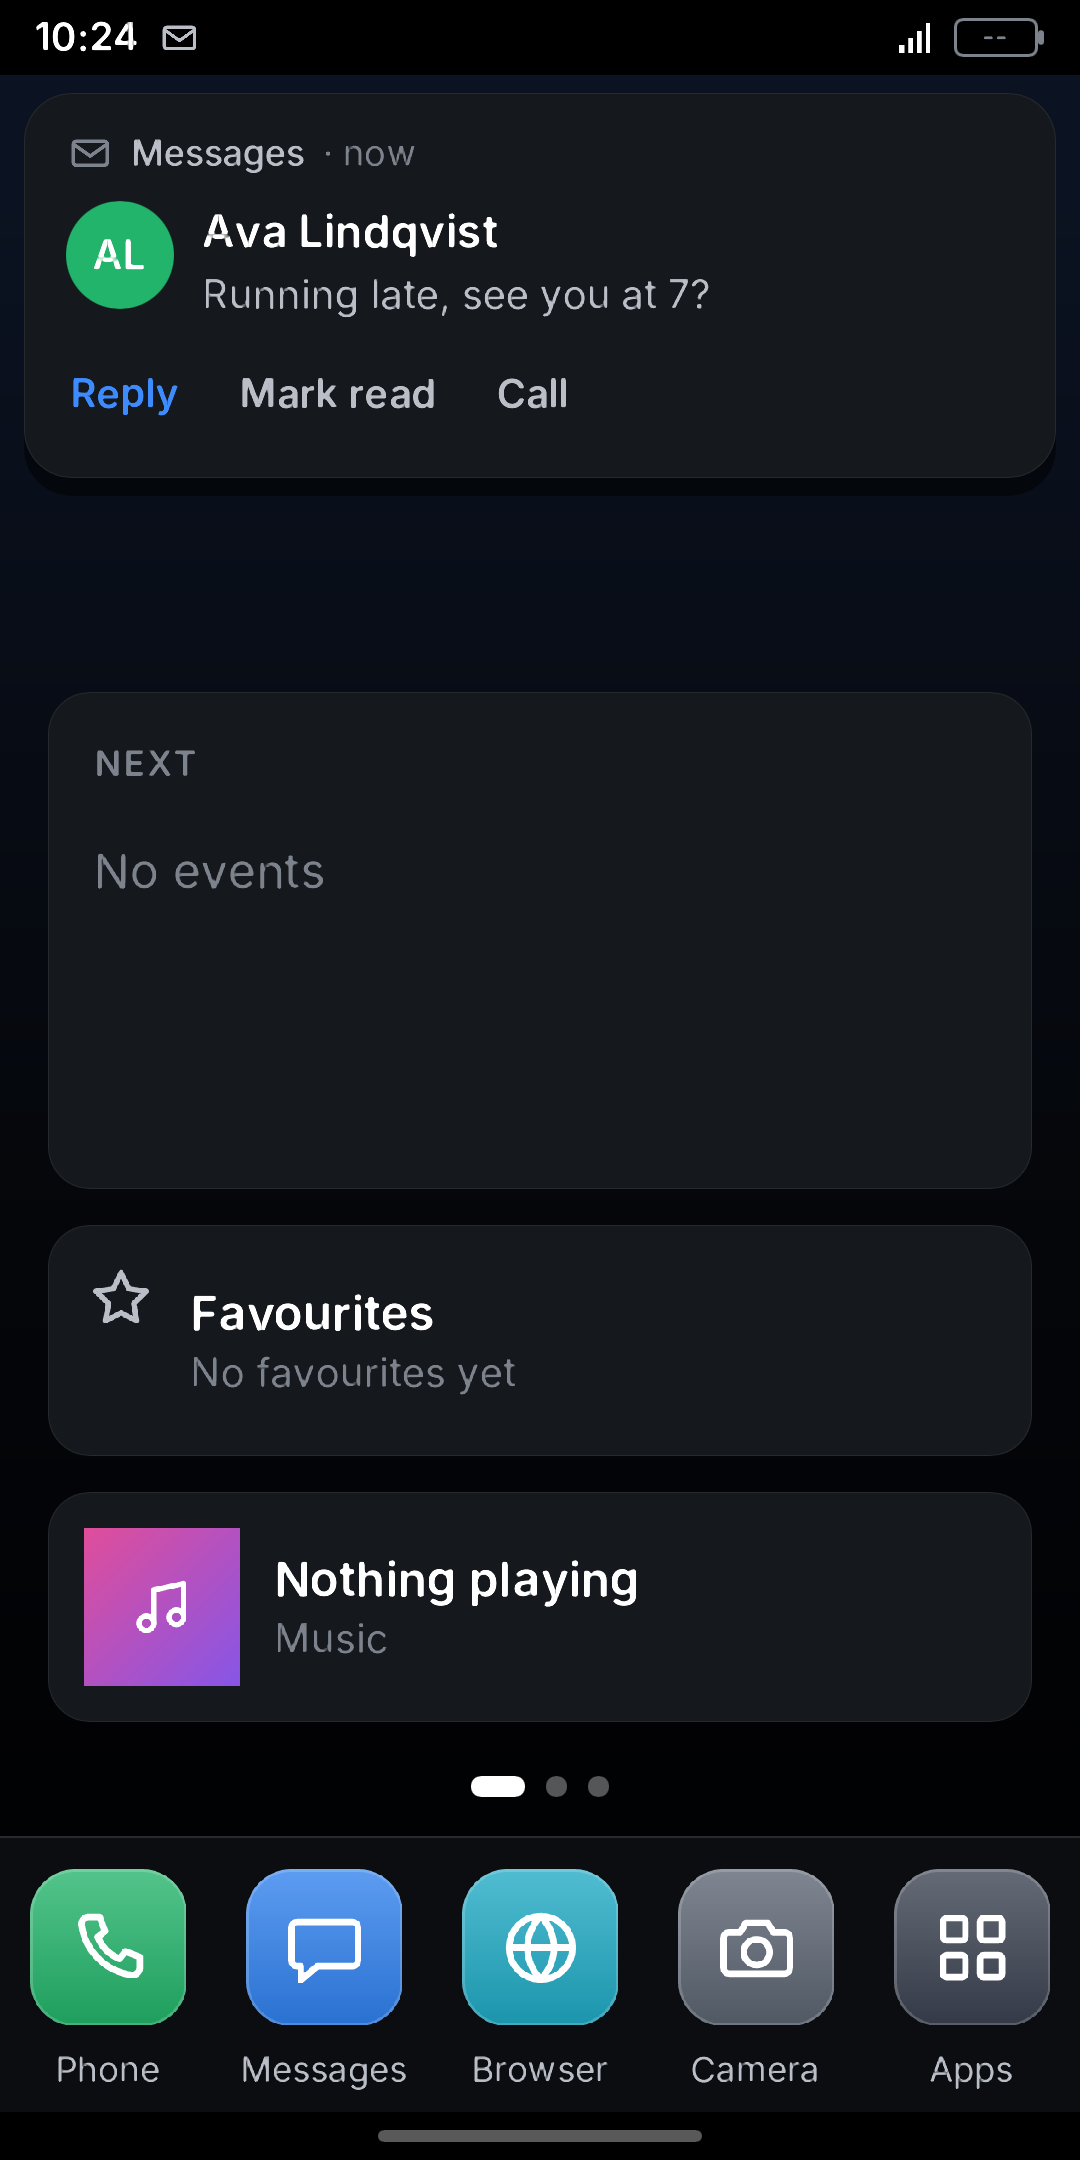 10:24
--
Messages · now
AL
Ava Lindqvist
Running late, see you at 7?
Reply Mark read Call
NEXT
No events
Favourites
No favourites yet
Nothing playing
Music
Phone Messages Browser Camera Apps